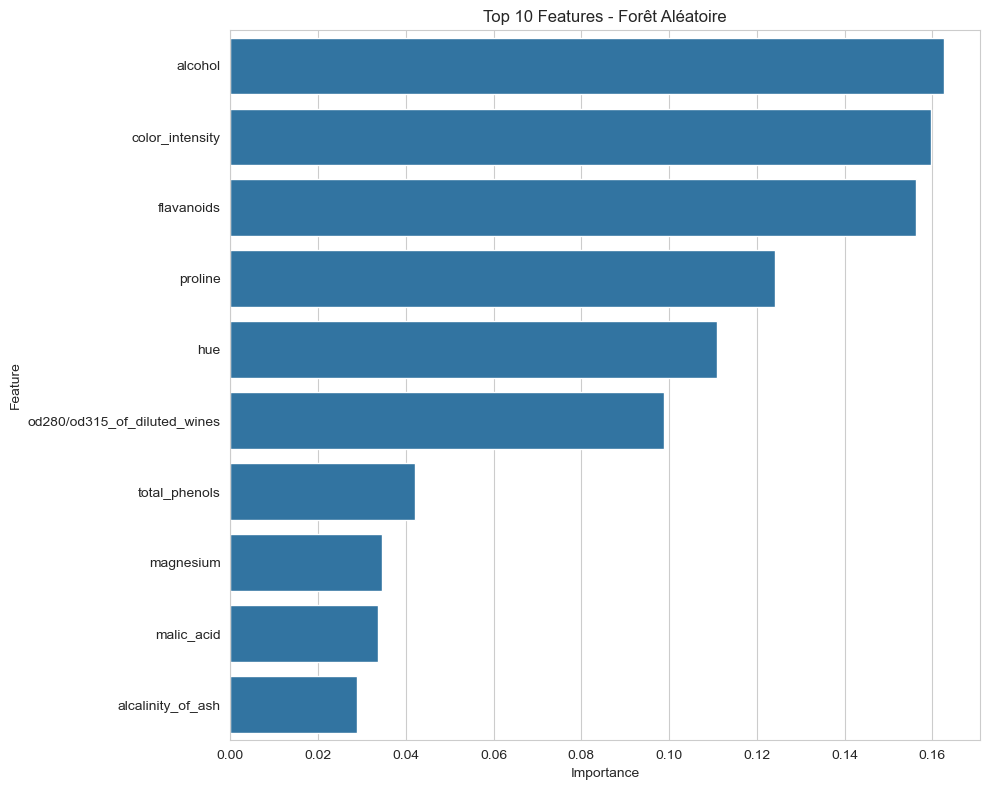 Top 10 Features - Forêt Aléatoire
alcohol
color_intensity
flavanoids
proline
hue
od280/od315_of_diluted_wines
total_phenols
magnesium
malic_acid
alcalinity_of_ash
Feature
0.00 0.02 0.04 0.06 0.08 0.10 0.12 0.14 0.16
Importance